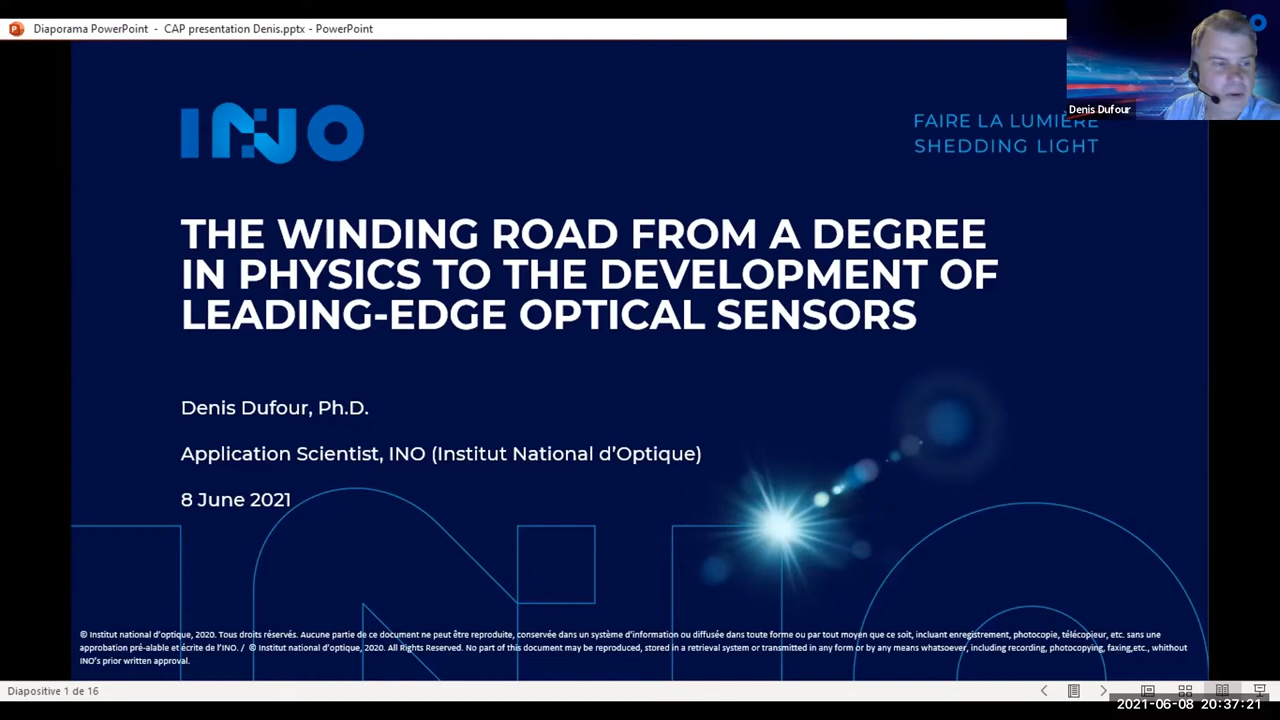 Diaporama PowerPoint - CAP presentation Denis.pptx - PowerPoint
Denis Dufour
INO
FAIRE LA LUMIÈRE
SHEDDING LIGHT
THE WINDING ROAD FROM A DEGREE
IN PHYSICS TO THE DEVELOPMENT OF
LEADING-EDGE OPTICAL SENSORS
Denis Dufour, Ph.D.
Application Scientist, INO (Institut National d'Optique)
8 June 2021
© Institut national d'optique, 2020. Tous droits réservés. Aucune partie de ce document ne peut être reproduite, conservée dans un système d'information ou diffusée dans toute forme ou par tout moyen que ce soit, incluant enregistrement, photocopie, télécopieur, etc. sans une
approbation pré-alable et écrite de l'INO. / © Institut national d'optique, 2020. All Rights Reserved. No part of this document may be reproduced, stored in a retrieval system or transmitted in any form or by any means whatsoever, including recording, photocopying, faxing,etc., whithout
INO's prior written approval.
Diapositive 1 de 16
2021-06-08 20:37:21